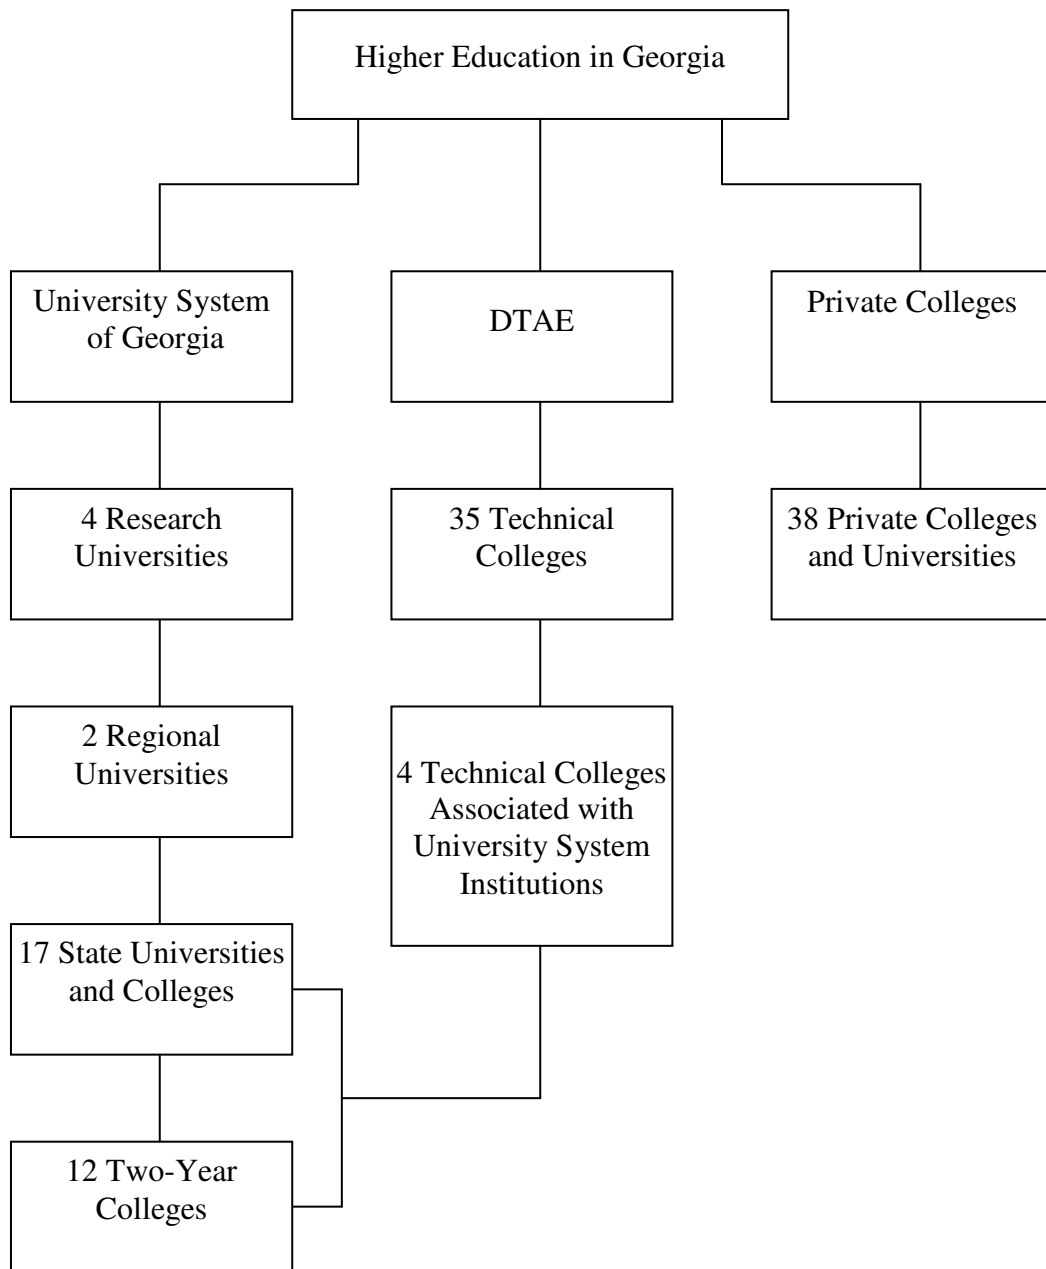 Higher Education in Georgia
University System
of Georgia
DTAE
Private Colleges
4 Research
Universities
35 Technical
Colleges
38 Private Colleges
and Universities
2 Regional
Universities
4 Technical Colleges
Associated with
University System
Institutions
17 State Universities
and Colleges
12 Two-Year
Colleges